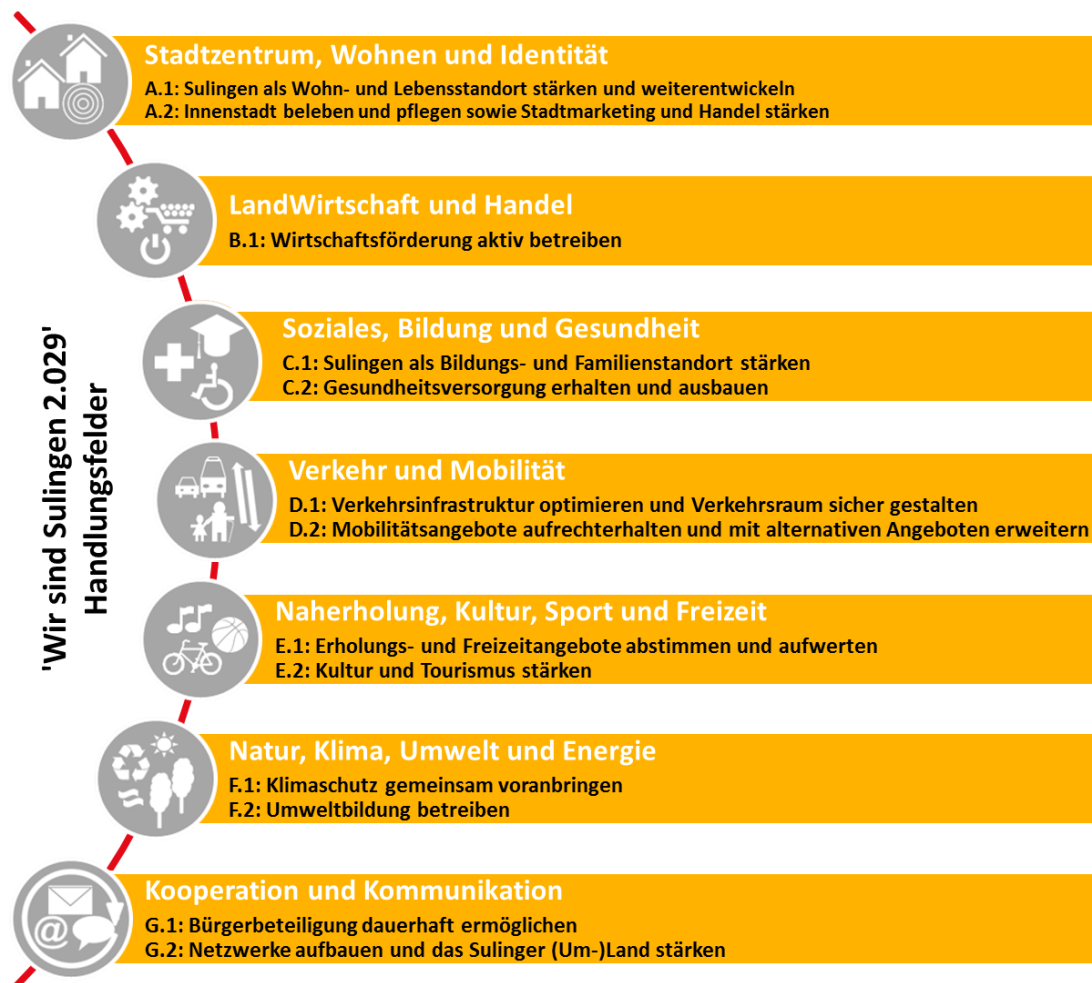 'Wir sind Sulingen 2.029'
Handlungsfelder
Stadtzentrum, Wohnen und Identität
A.1: Sulingen als Wohn- und Lebensstandort stärken und weiterentwickeln
A.2: Innenstadt beleben und pflegen sowie Stadtmarketing und Handel stärken
LandWirtschaft und Handel
B.1: Wirtschaftsförderung aktiv betreiben
Soziales, Bildung und Gesundheit
C.1: Sulingen als Bildungs- und Familienstandort stärken
C.2: Gesundheitsversorgung erhalten und ausbauen
Verkehr und Mobilität
D.1: Verkehrsinfrastruktur optimieren und Verkehrsraum sicher gestalten
D.2: Mobilitätsangebote aufrechterhalten und mit alternativen Angeboten erweitern
Naherholung, Kultur, Sport und Freizeit
E.1: Erholungs- und Freizeitangebote abstimmen und aufwerten
E.2: Kultur und Tourismus stärken
Natur, Klima, Umwelt und Energie
F.1: Klimaschutz gemeinsam voranbringen
F.2: Umweltbildung betreiben
@
Kooperation und Kommunikation
G.1: Bürgerbeteiligung dauerhaft ermöglichen
G.2: Netzwerke aufbauen und das Sulinger (Um-)Land stärken